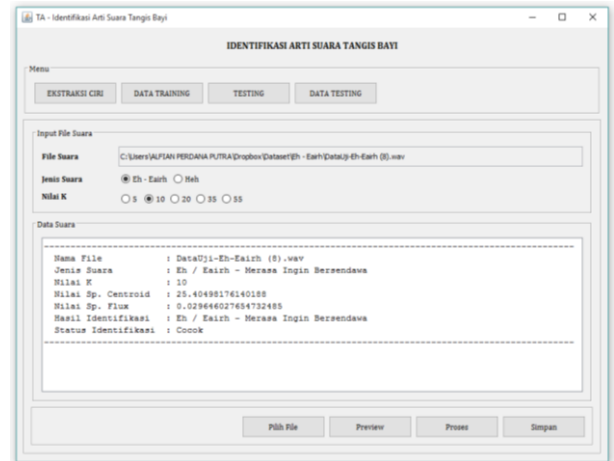 TA - Identifikasi Arti Suara Tangis Bayi
IDENTIFIKASI ARTI SUARA TANGIS BAYI
Menu
EKSTRAKSI CIRI DATA TRAINING TESTING DATA TESTING
Input File Suara
File Suara C:\Users\ALFIAN PERDANA PUTRA\Dropbox\Dataset\Eh - Eairh\DataUji-Eh-Eairh (8).wav
Jenis Suara Eh - Eairh Heh
Nilai K 5 10 20 35 55
Data Suara
Nama File : DataUji-Eh-Eairh (8).wav
Jenis Suara : Eh / Eairh - Merasa Ingin Bersendawa
Nilai K : 10
Nilai Sp. Centroid : 25.40498176140188
Nilai Sp. Flux : 0.029646027654732485
Hasil Identifikasi : Eh / Eairh - Merasa Ingin Bersendawa
Status Identifikasi : Cocok
Pilih File Preview Proses Simpan